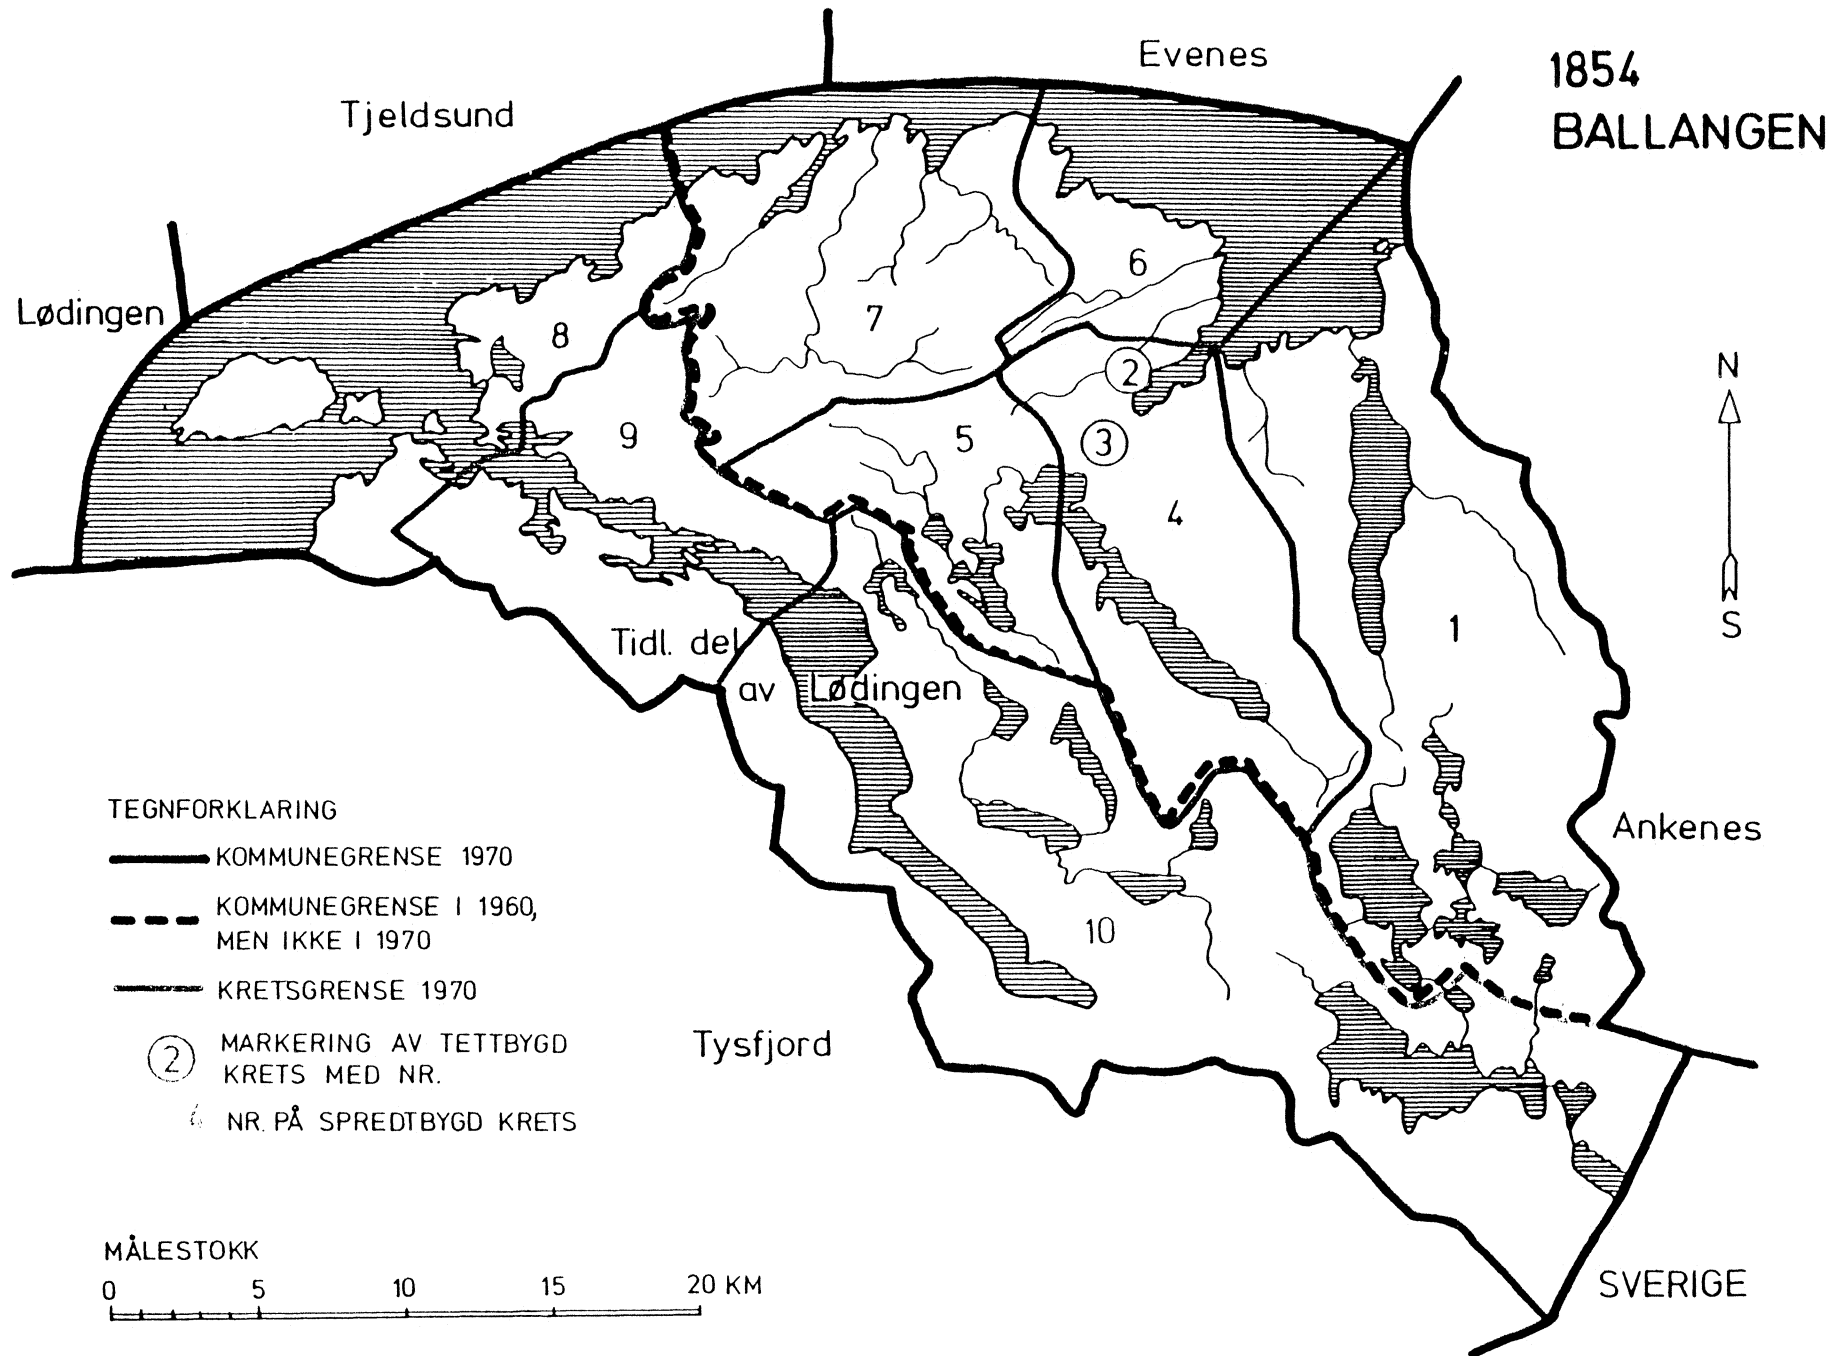 1854
BALLANGEN
Evenes
Tjeldsund
Lødingen
6
7
8
2
9
5
3
4
N
S
1
Tidl. del
av Lødingen
10
Ankenes
Tysfjord
SVERIGE
TEGNFORKLARING
KOMMUNEGRENSE 1970
KOMMUNEGRENSE I 1960,
MEN IKKE I 1970
KRETSGRENSE 1970
2 MARKERING AV TETTBYGD
KRETS MED NR.
6 NR. PÅ SPREDTBYGD KRETS
MÅLESTOKK
0 5 10 15 20 KM